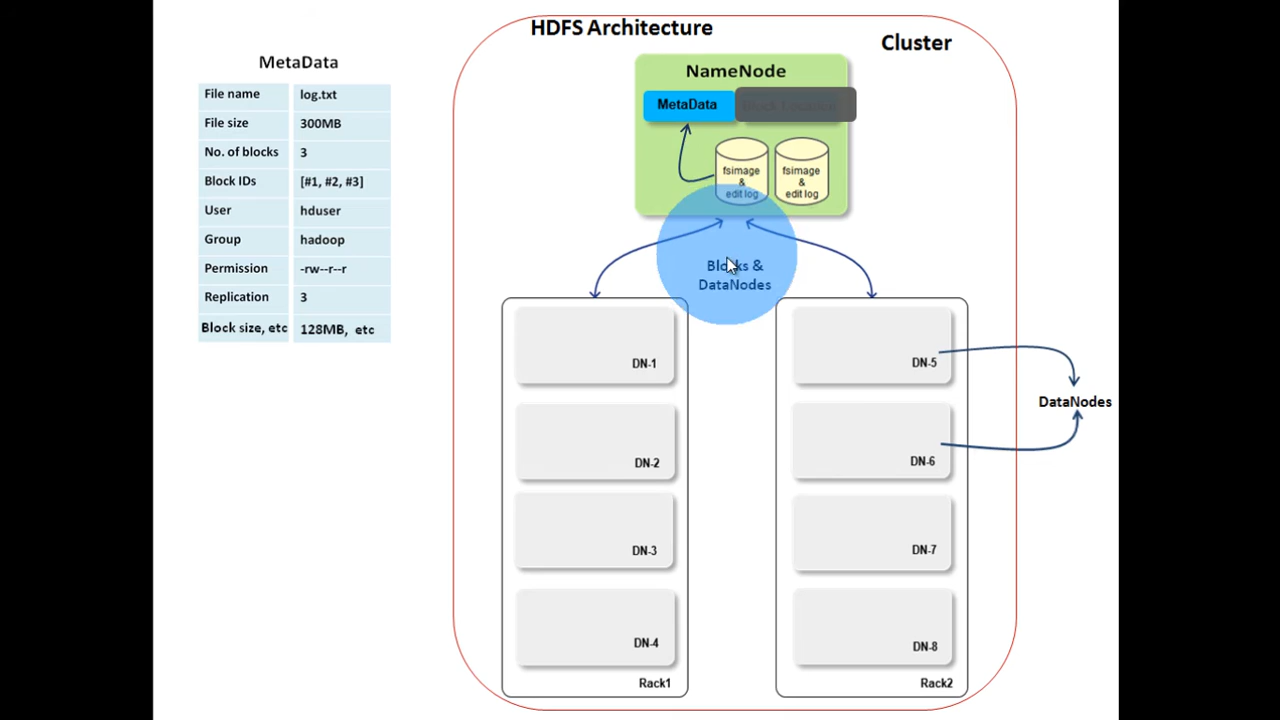 HDFS Architecture
Cluster
MetaData
File name log.txt
File size 300MB
No. of blocks 3
Block IDs [#1, #2, #3]
User hduser
Group hadoop
Permission -rw--r--r
Replication 3
Block size, etc 128MB, etc
NameNode
MetaData
fsimage
&
edit log
fsimage
&
edit log
Blocks &
DataNodes
DN-1
DN-2
DN-3
DN-4
Rack1
DN-5
DN-6
DN-7
DN-8
Rack2
DataNodes